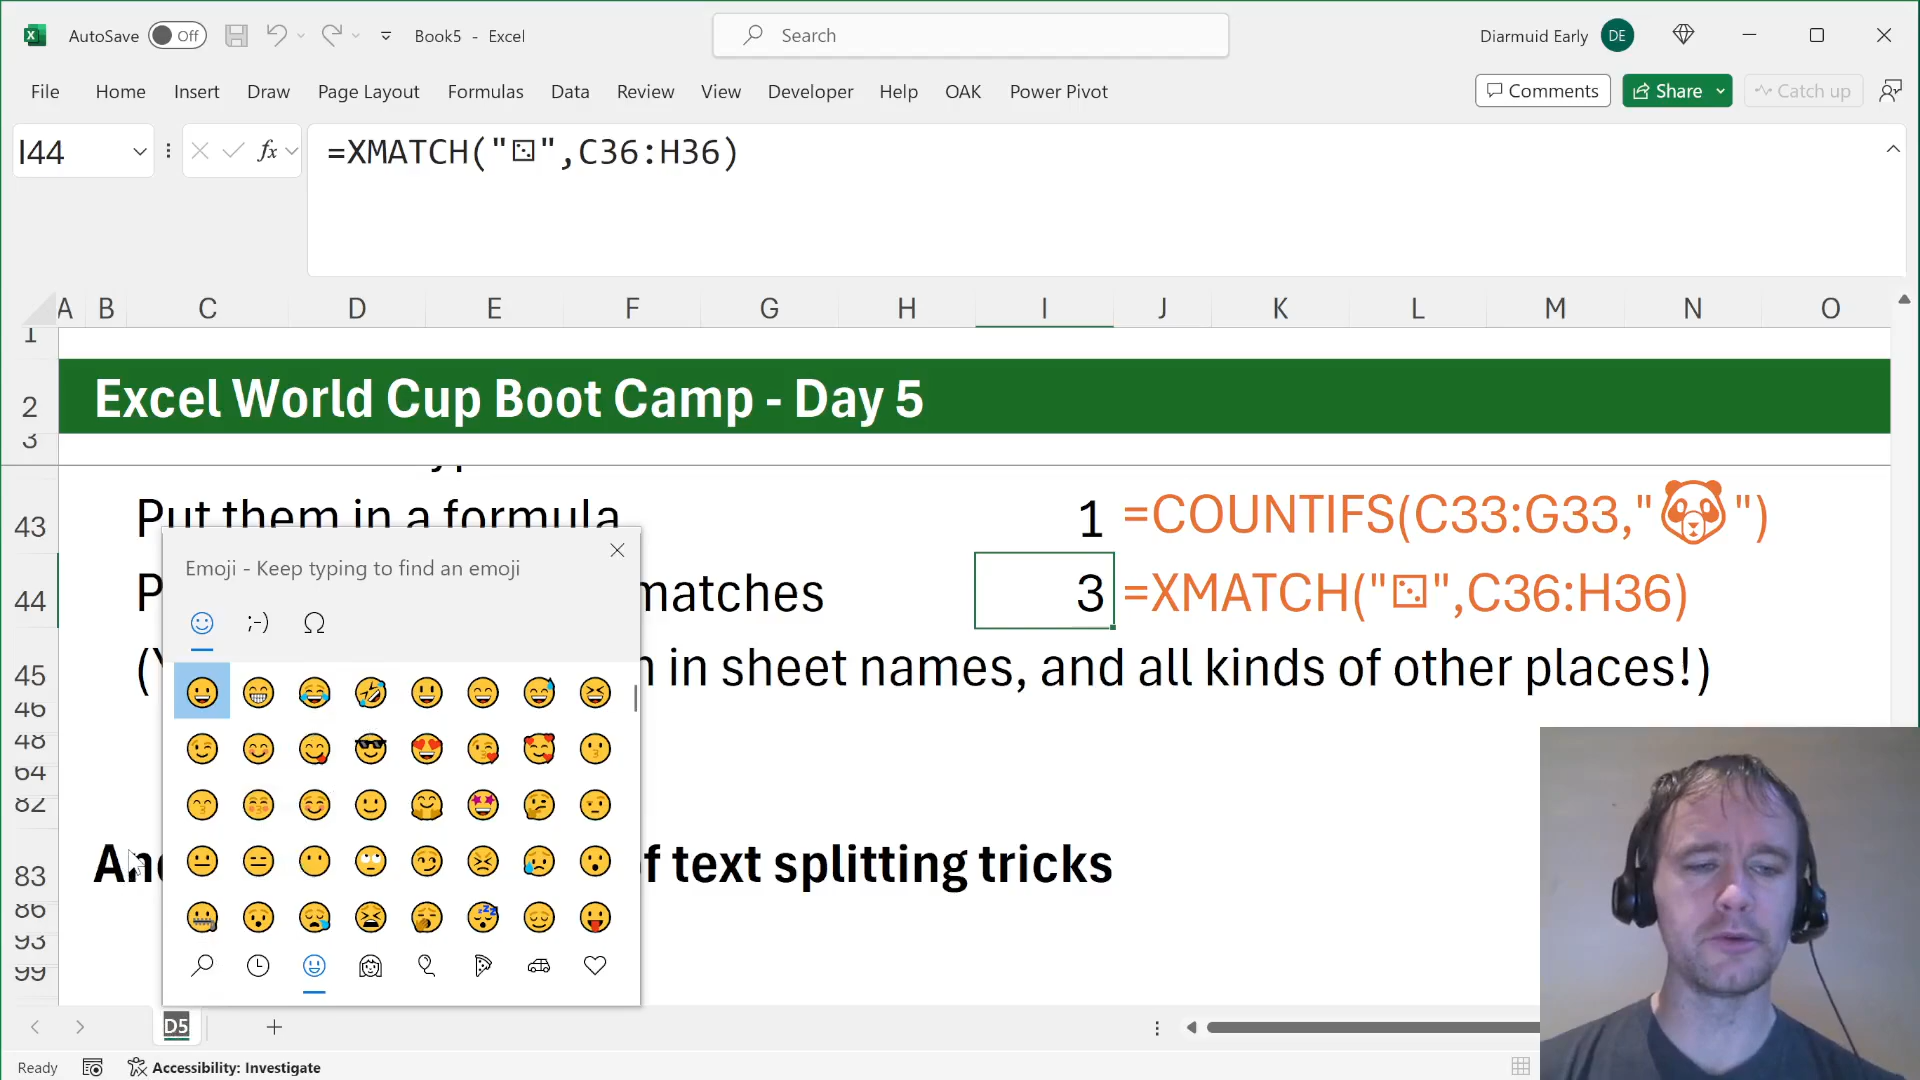 AutoSave Off Book5 - Excel Search Diarmuid Early DE
File Home Insert Draw Page Layout Formulas Data Review View Developer Help OAK Power Pivot Comments Share Catch up
I44 fx =XMATCH("⚂",C36:H36)
A B C D E F G H I J K L M N O
1
2 Excel World Cup Boot Camp - Day 5
3
43 Put them in a formula 1 =COUNTIFS(C33:G33,"🐼")
44 P matches 3 =XMATCH("⚂",C36:H36)
45 (Y in sheet names, and all kinds of other places!)
46
48
64
82
83 And of text splitting tricks
86
93
99
Emoji - Keep typing to find an emoji
;-) Ω
D5
Ready Accessibility: Investigate